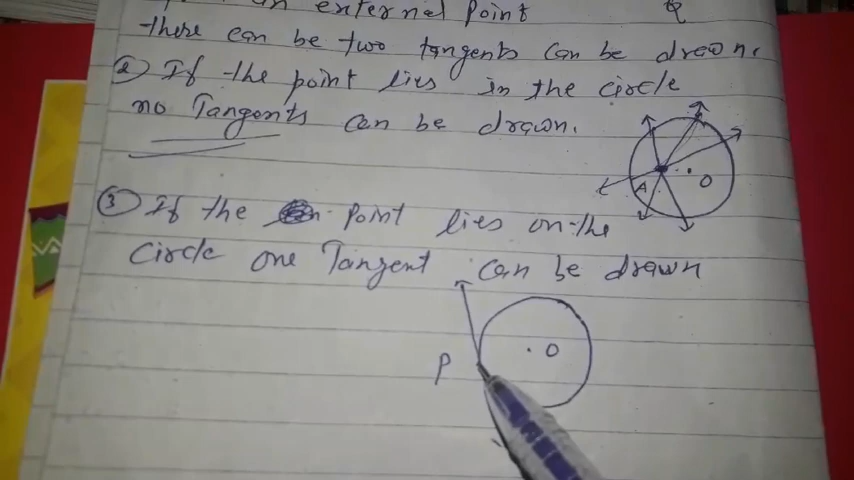 an external point
there can be two tangents can be drawn.
② If the point lies in the circle
no Tangents can be drawn.
A
O
③ If the point lies on the
circle one Tangent can be drawn
O
P